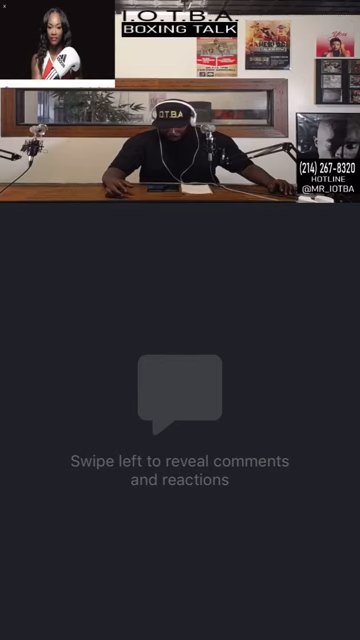 x
I.O.T.B.A.
BOXING TALK
I.O.T.B.A
(214) 267-8320
HOTLINE
@MR_IOTBA
Swipe left to reveal comments
and reactions